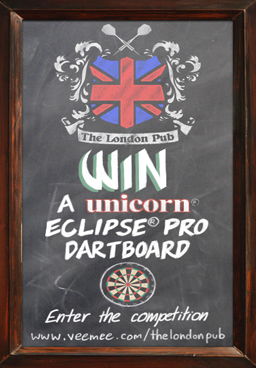 The London Pub
WIN
A unicorn®
ECLIPSE® PRO
DARTBOARD
Enter the competition
www.veemee.com/thelondonpub